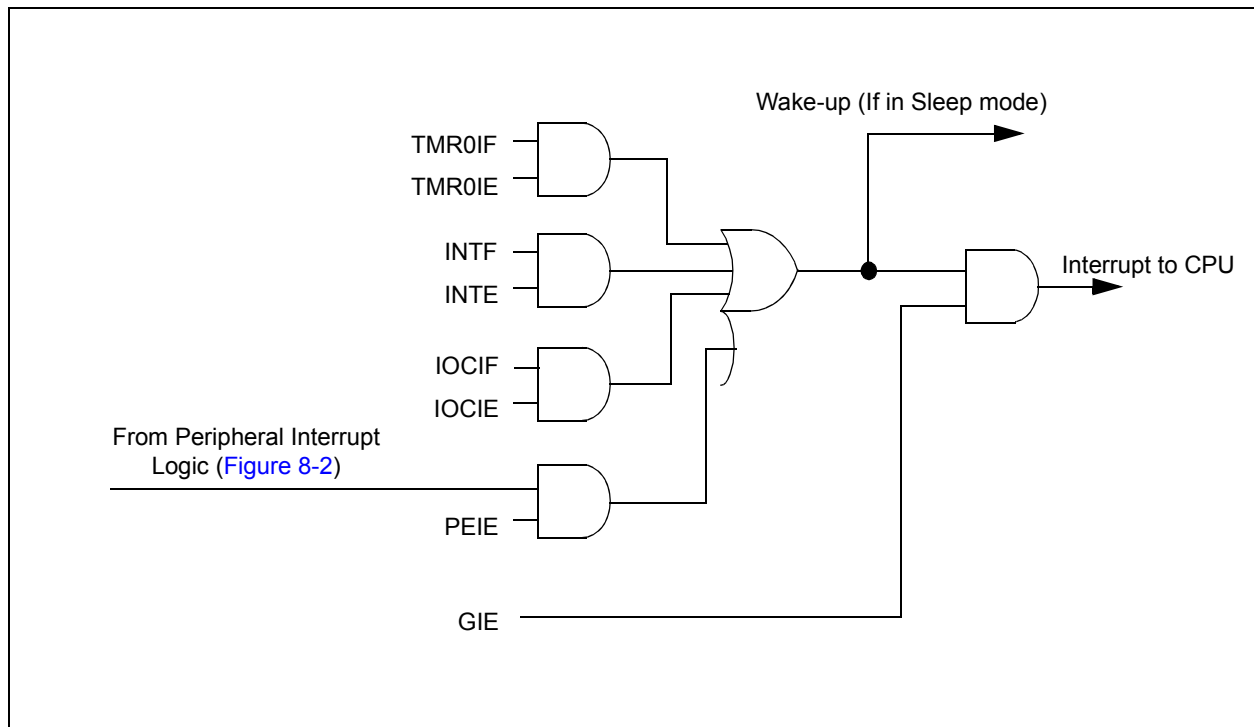 Wake-up (If in Sleep mode)
TMR0IF
TMR0IE
INTF
INTE
Interrupt to CPU
IOCIF
IOCIE
From Peripheral Interrupt
Logic (Figure 8-2)
PEIE
GIE